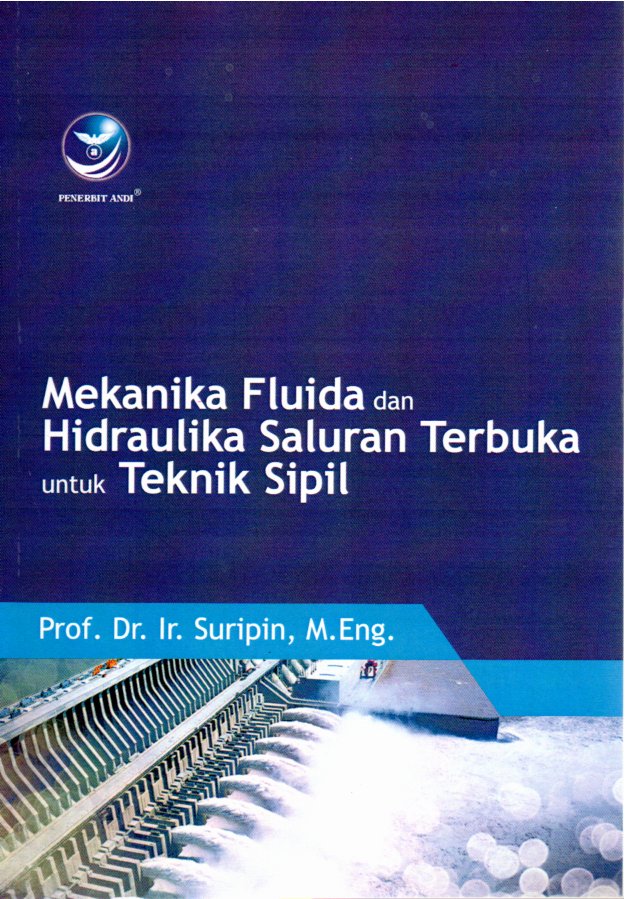 a
PENERBIT ANDI®
Mekanika Fluida dan
Hidraulika Saluran Terbuka
untuk Teknik Sipil
Prof. Dr. Ir. Suripin, M.Eng.